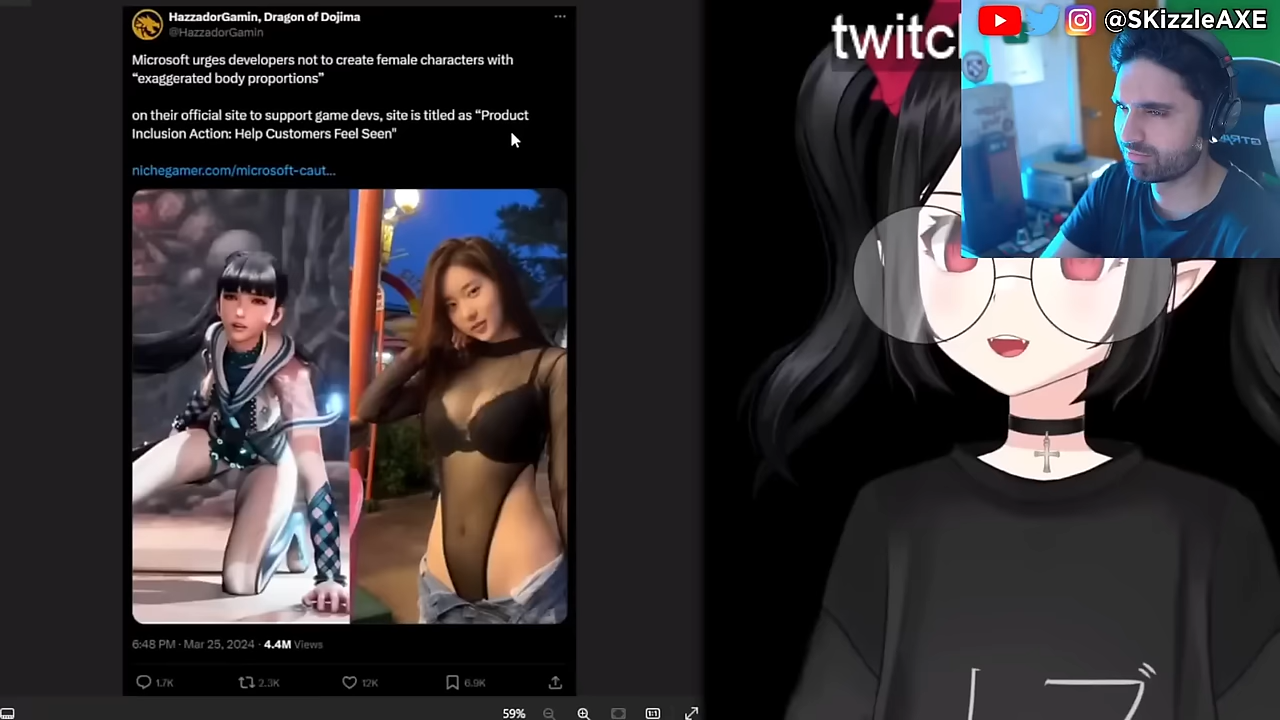 HazzadorGamin, Dragon of Dojima
@HazzadorGamin
Microsoft urges developers not to create female characters with
“exaggerated body proportions”
on their official site to support game devs, site is titled as “Product
Inclusion Action: Help Customers Feel Seen”
nichegamer.com/microsoft-caut...
6:48 PM · Mar 25, 2024 · 4.4M Views
1.7K
2.3K
12K
6.9K
59%
twitc
@SKizzleAXE